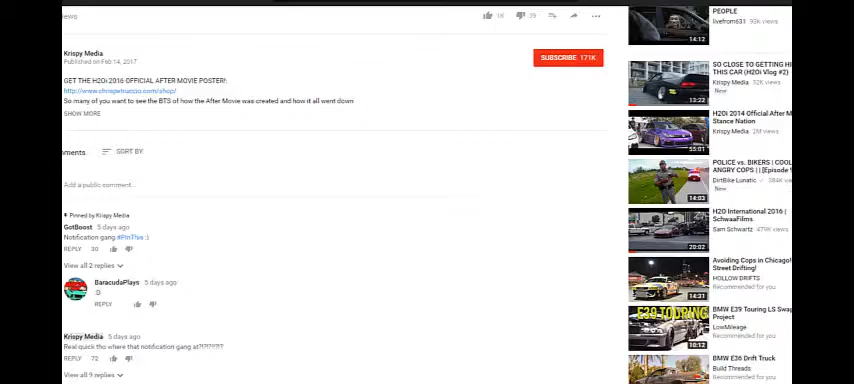 iews
1K
39
Krispy Media
Published on Feb 14, 2017
SUBSCRIBE 171K
GET THE H2Oi 2016 OFFICIAL AFTER MOVIE POSTER!:
So many of you want to see the BTS of how the After Movie was created and how it all went down
SHOW MORE
mments
SORT BY
Add a public comment...
Pinned by Krispy Media
GotBoost 5 days ago
Notification gang
REPLY 30
View all 2 replies
BaracudaPlays 5 days ago
:D
REPLY
Krispy Media 5 days ago
Real quick tho where that notification gang at?!?!?!?!?
REPLY 72
View all 9 replies
PEOPLE
livefrom631 93K views
14:12
SO CLOSE TO GETTING HI
THIS CAR (H2Oi Vlog #2)
Krispy Media 52K views
New
13:22
H2Oi 2014 Official After M
Stance Nation
Krispy Media 2M views
55:01
POLICE vs. BIKERS | COOL
ANGRY COPS | [Episode
DirtBike Lunatic 384K vie
New
14:03
H2O International 2016 |
SchwaaFilms
Sam Schwartz 479K views
20:02
Avoiding Cops in Chicago!
Street Drifting!
HOLLOW DRIFTS
Recommended for you
14:21
BMW E39 Touring LS Swap
Project
LowMileage
Recommended for you
E39 TOURING
10:12
BMW E36 Drift Truck
Build Threads
Recommended for you